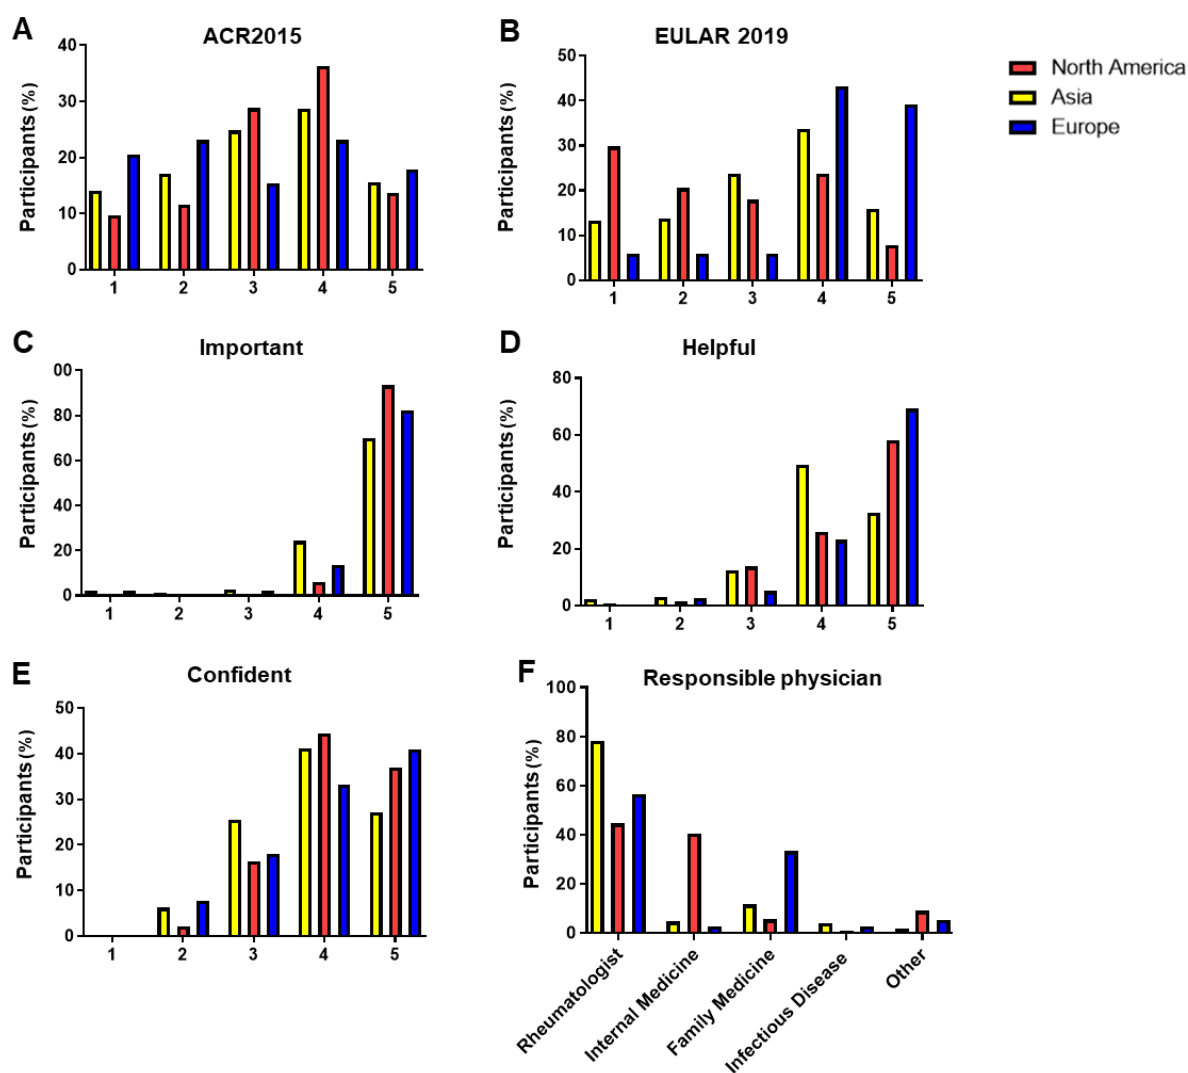 A
ACR2015
Participants (%)
40
30
20
10
0
1 2 3 4 5
B
EULAR 2019
Participants (%)
50
40
30
20
10
0
1 2 3 4 5
North America
Asia
Europe
C
Important
Participants (%)
00
80
60
40
20
0
1 2 3 4 5
D
Helpful
Participants (%)
80
60
40
20
0
1 2 3 4 5
E
Confident
Participants (%)
50
40
30
20
10
0
1 2 3 4 5
F
Responsible physician
Participants (%)
100
80
60
40
20
0
Rheumatologist
Internal Medicine
Family Medicine
Infectious Disease
Other